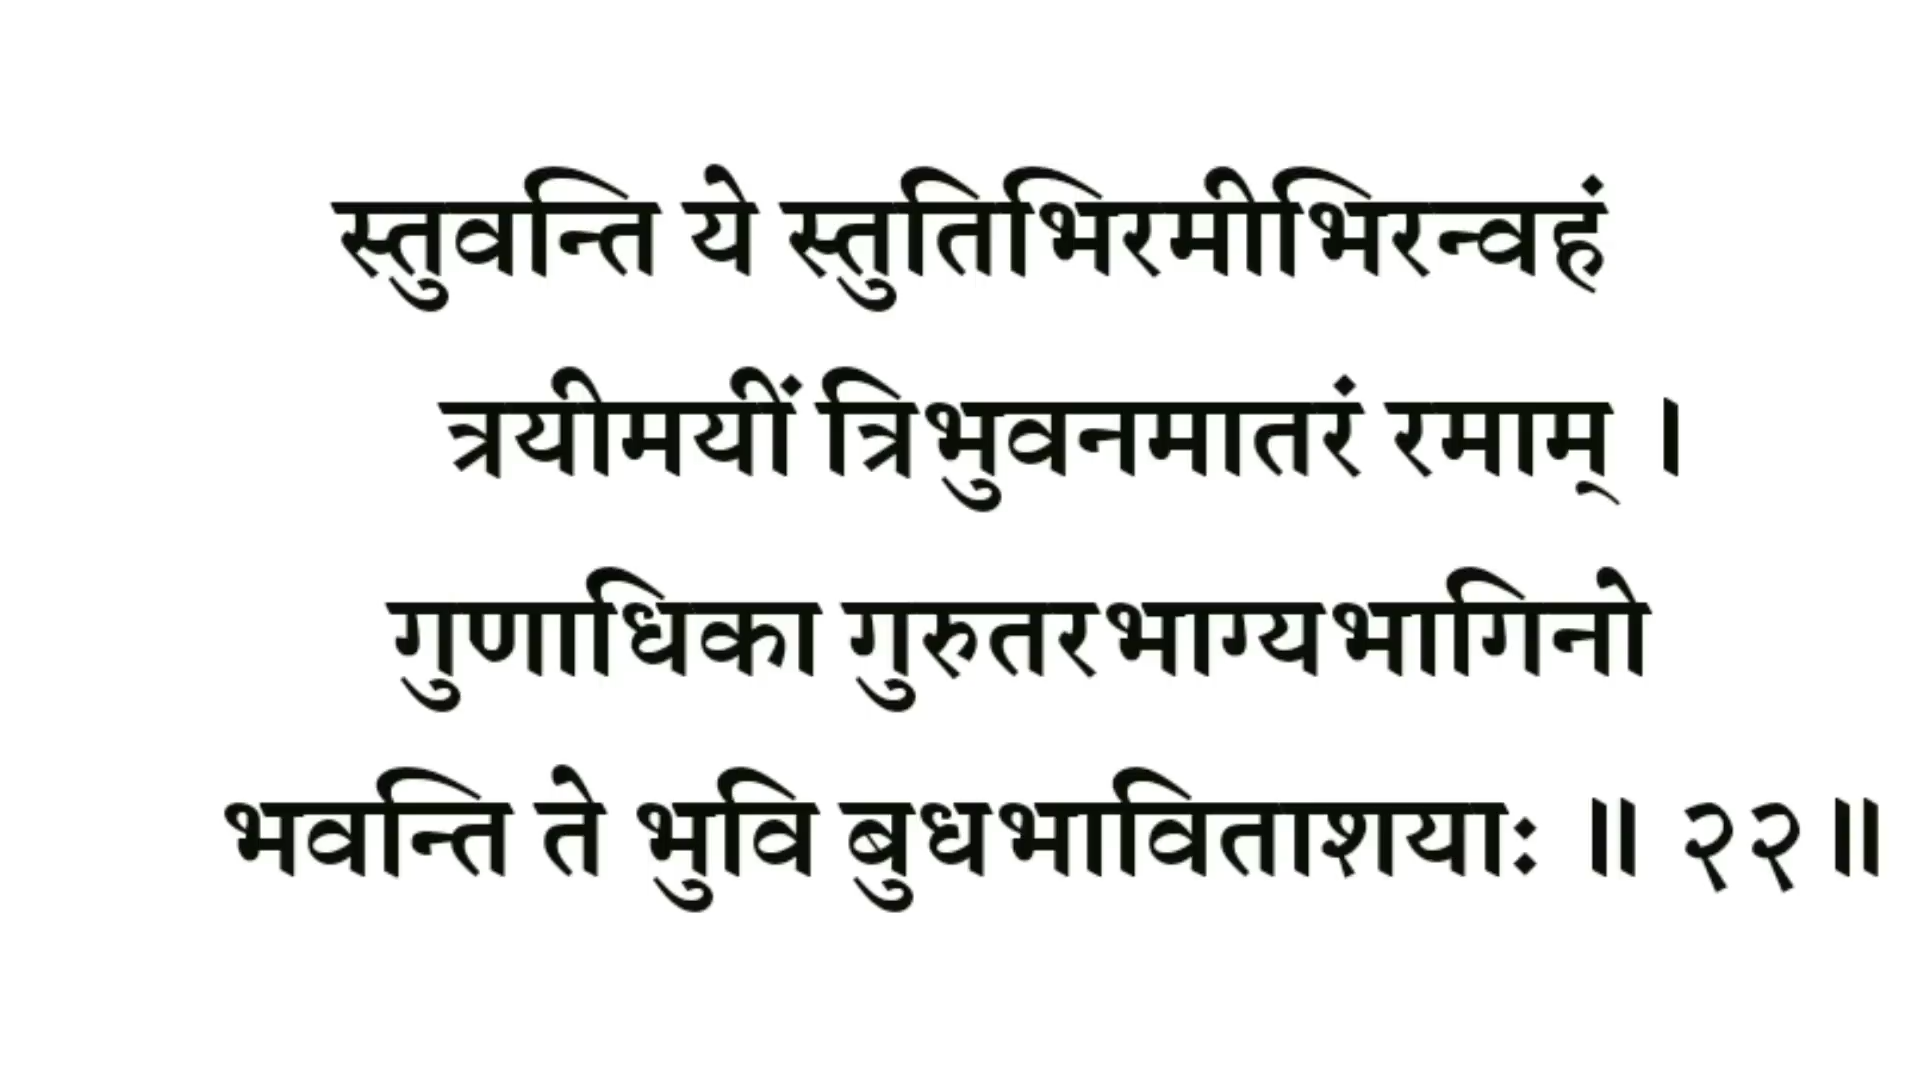 स्तुवन्ति ये स्तुतिभिरमीभिरन्वहं
त्रयीमयीं त्रिभुवनमातरं रमाम् ।
गुणाधिका गुरुतरभाग्यभागिनो
भवन्ति ते भुवि बुधभाविताशयाः ॥ २२॥